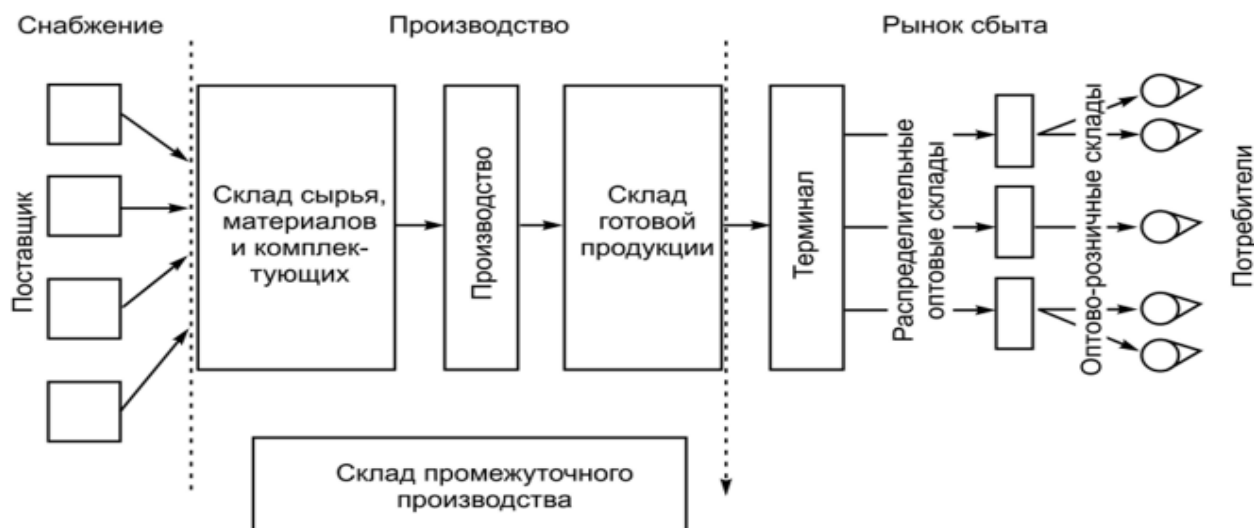 Снабжение
Производство
Рынок сбыта
Поставщик
Склад сырья,
материалов
и комплек-
тующих
Производство
Склад
готовой
продукции
Терминал
Распределительные
оптовые склады
Оптово-розничные склады
Потребители
Склад промежуточного
производства